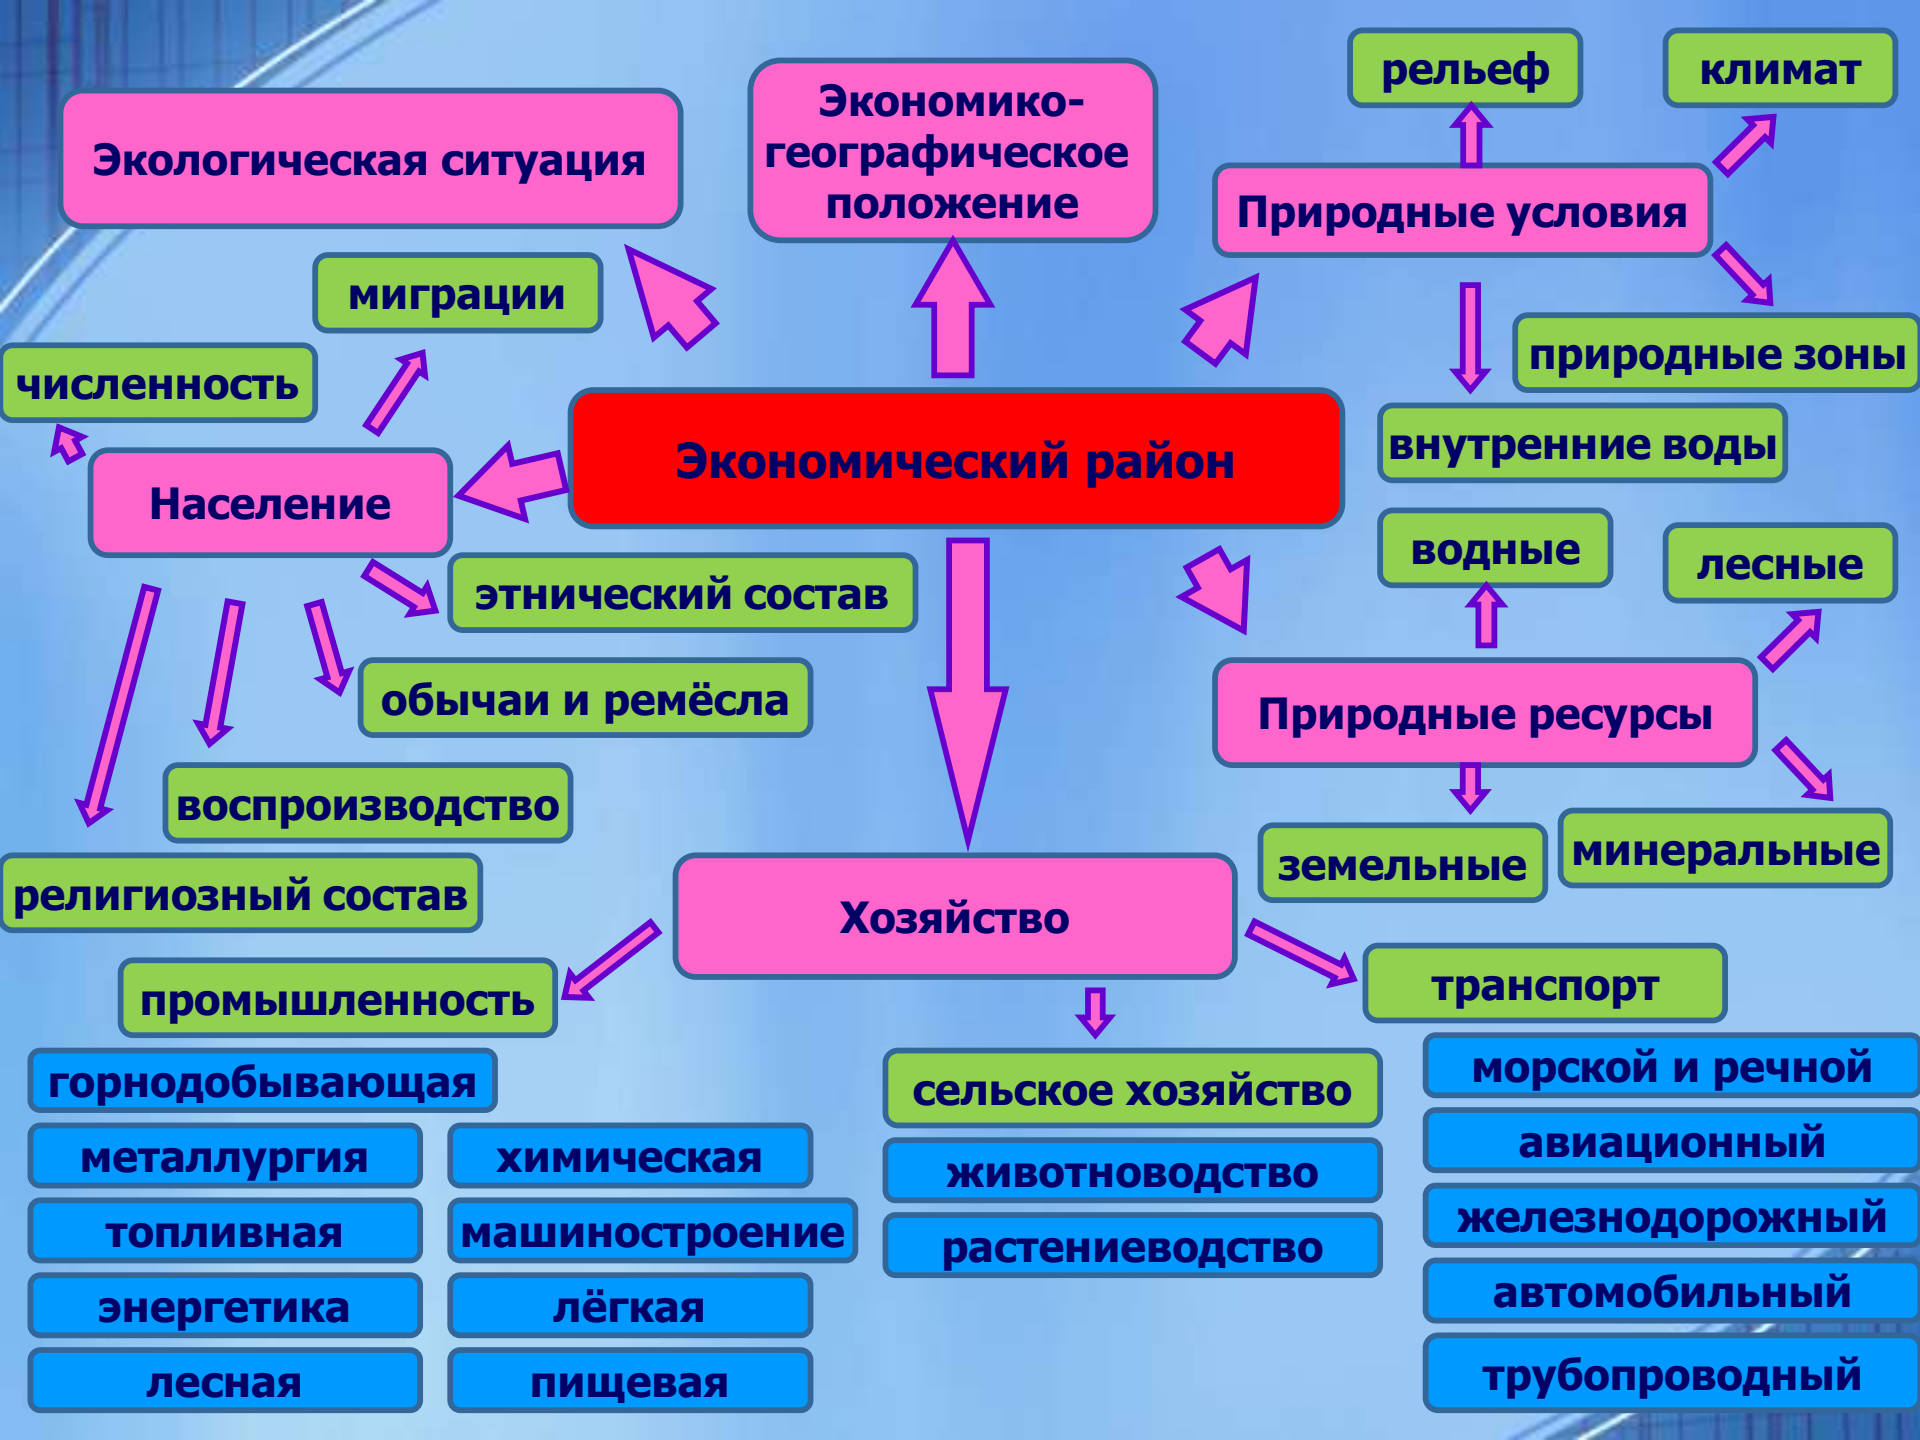 рельеф
климат
Экономико-
географическое
положение
Экологическая ситуация
Природные условия
миграции
природные зоны
численность
внутренние воды
Экономический район
Население
водные
лесные
этнический состав
обычаи и ремёсла
Природные ресурсы
воспроизводство
минеральные
земельные
религиозный состав
Хозяйство
транспорт
промышленность
морской и речной
горнодобывающая
сельское хозяйство
авиационный
металлургия
химическая
животноводство
железнодорожный
топливная
машиностроение
растениеводство
автомобильный
энергетика
лёгкая
трубопроводный
лесная
пищевая